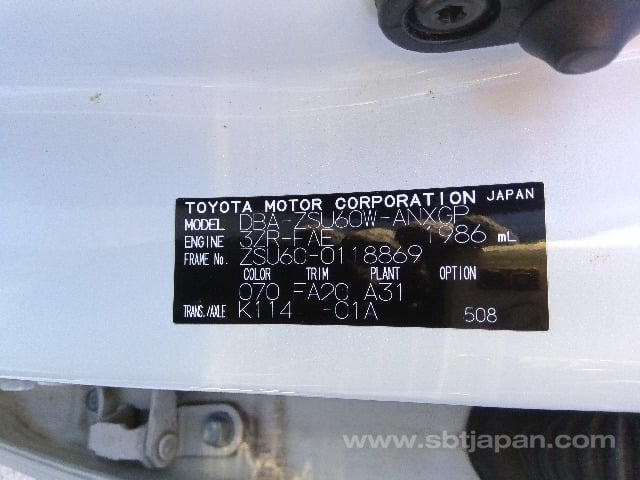 TOYOTA MOTOR CORPORATION JAPAN
MODEL DBA-ZSU60W-ANXGP
ENGINE 3ZR-FAE 1986 mL
FRAME No. ZSU60-0118869
COLOR TRIM PLANT OPTION
070 FA20 A31
TRANS./AXLE K114 -01A 508
www.sbtjapan.com